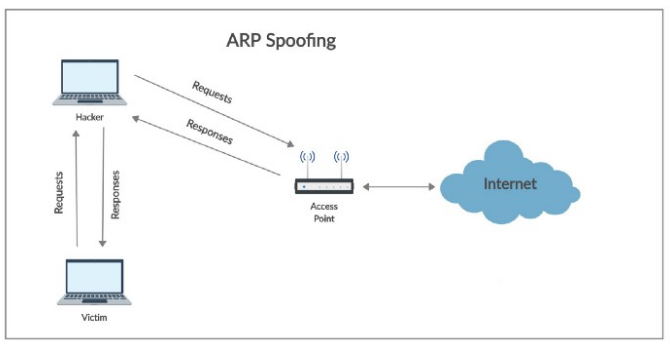 ARP Spoofing
Requests
Hacker
Responses
Requests
Responses
Internet
Access
Point
Victim